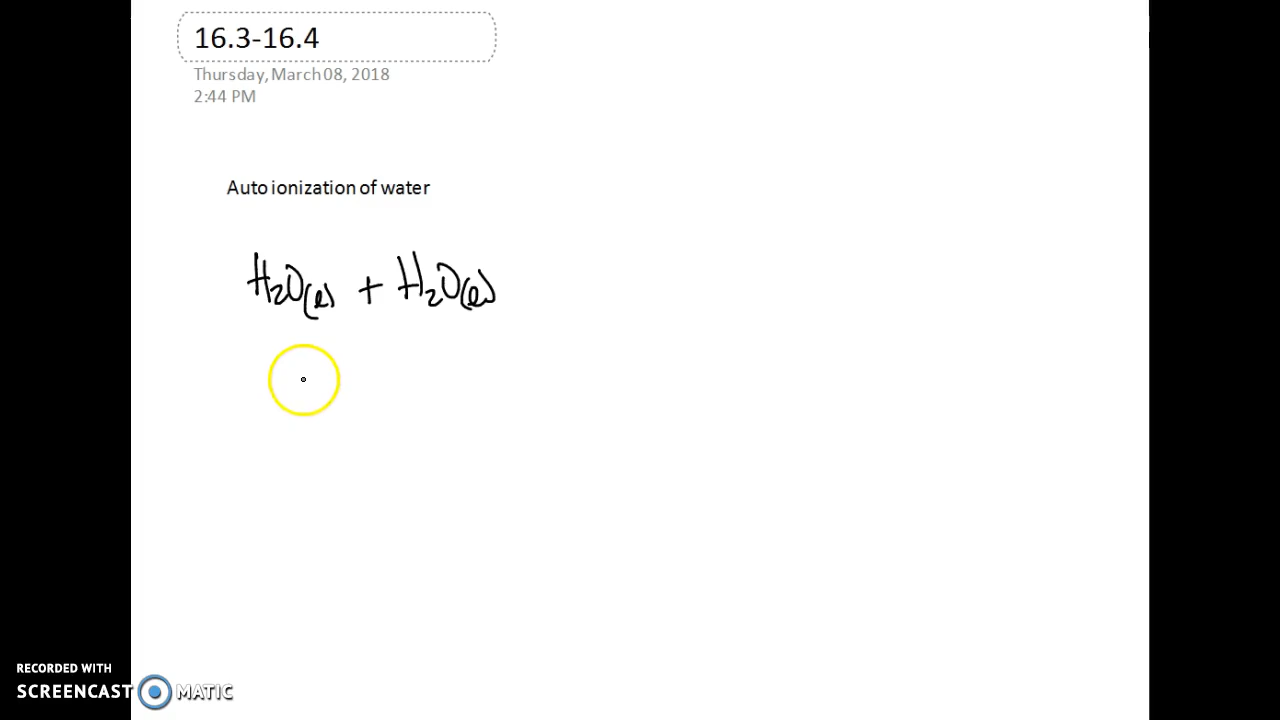 16.3-16.4
Thursday, March 08, 2018
2:44 PM
Auto ionization of water
H₂O(l) + H₂O(l)
RECORDED WITH
SCREENCAST MATIC